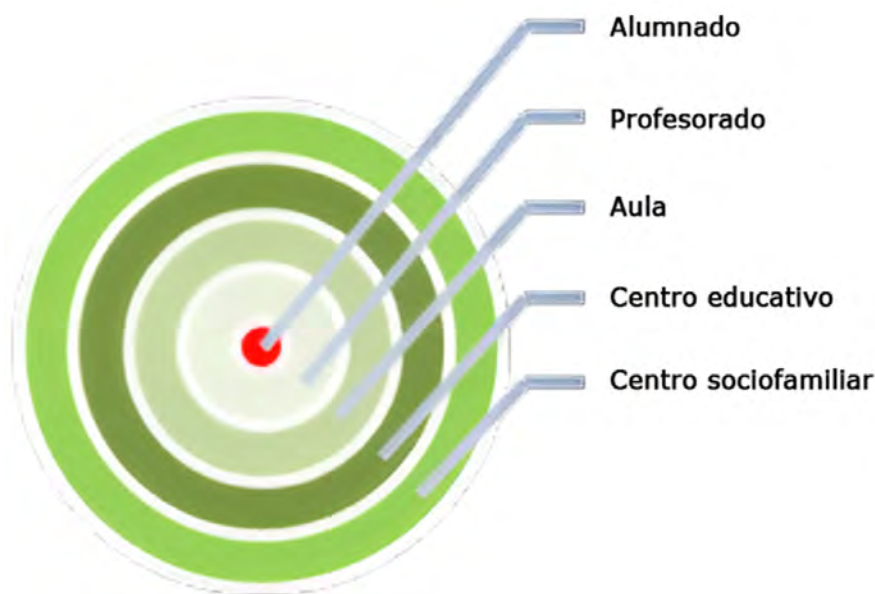 Alumnado
Profesorado
Aula
Centro educativo
Centro sociofamiliar